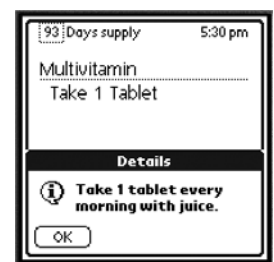 93 Days supply 5:30 pm
Multivitamin
Take 1 Tablet
Details
Take 1 tablet every
morning with juice.
OK